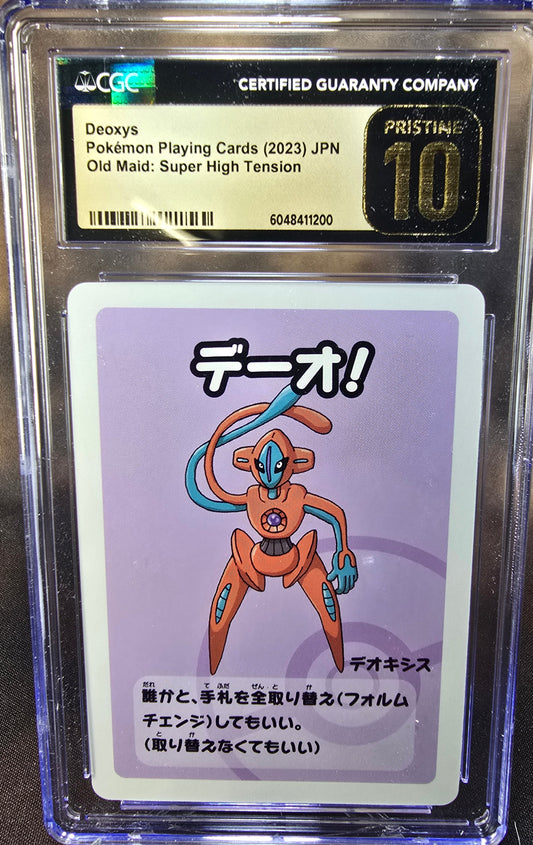 CGC
CERTIFIED GUARANTY COMPANY
Deoxys
Pokémon Playing Cards (2023) JPN
Old Maid: Super High Tension
6048411200
PRISTINE
10
デーオ!
デオキシス
誰かと、手札を全取り替え(フォルム
チェンジ)してもいい。
(取り替えなくてもいい)